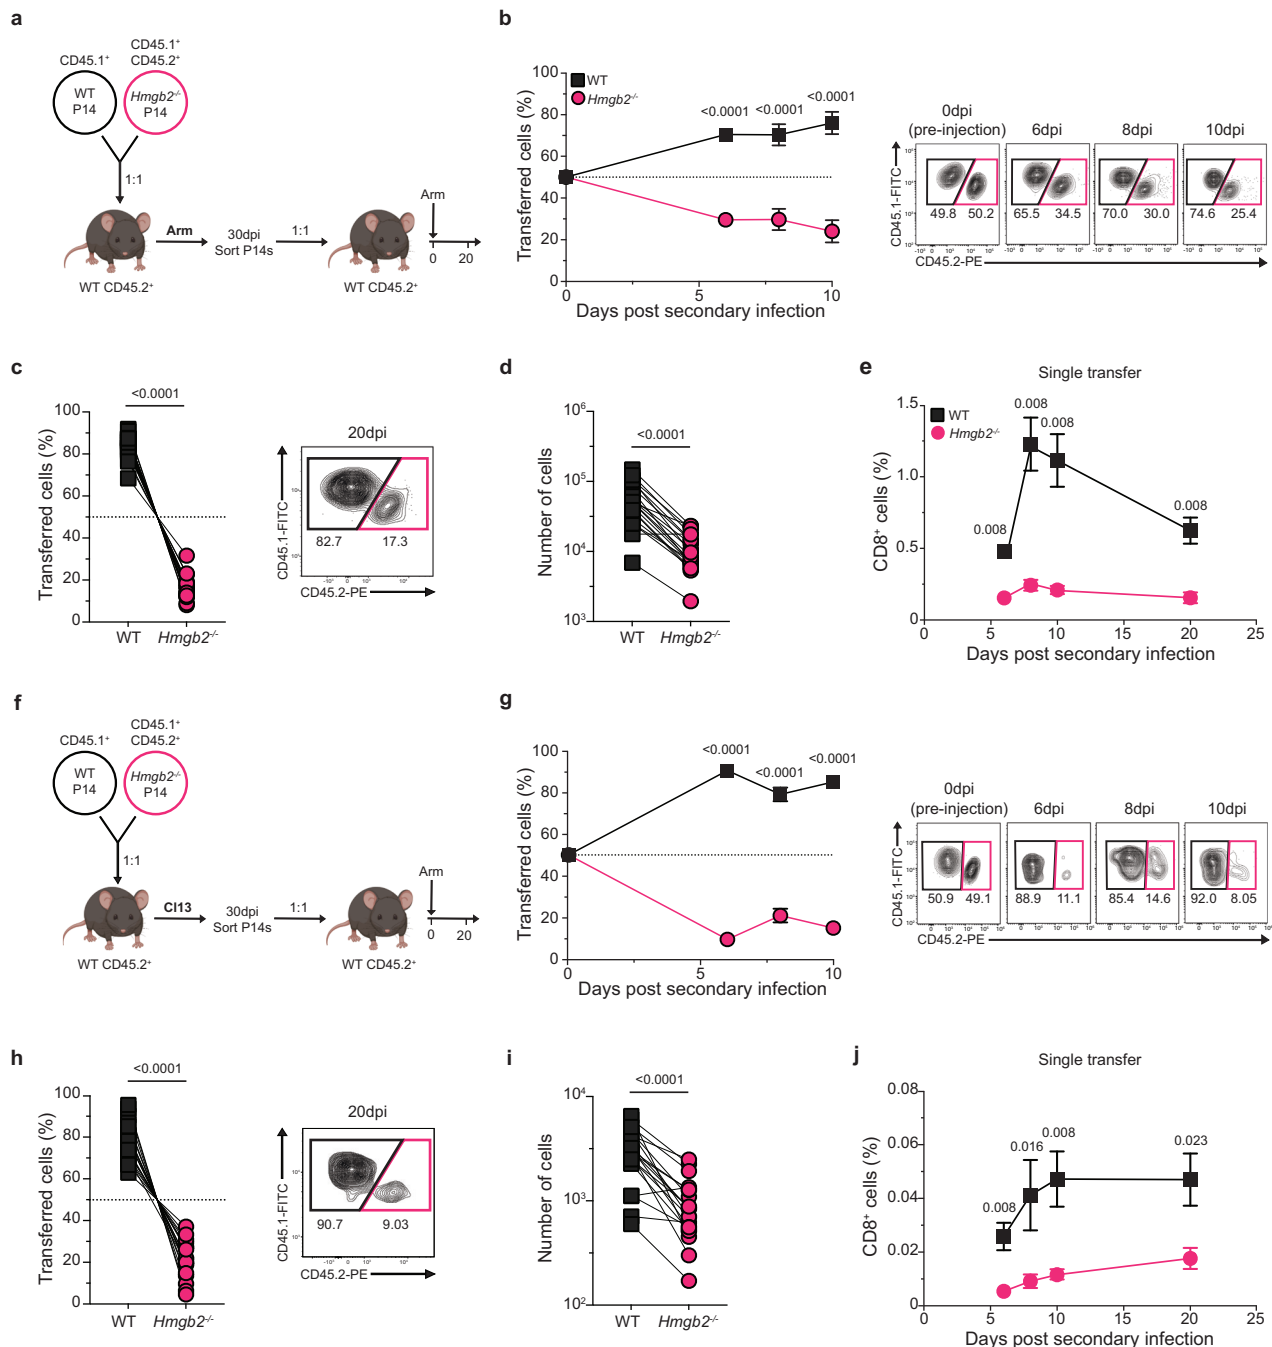 a
CD45.1⁺
CD45.1⁺
CD45.2⁺
WT
P14
Hmgb2⁻/⁻
P14
1:1
Arm
30dpi
Sort P14s
1:1
Arm
0 20
WT CD45.2⁺
WT CD45.2⁺
b
WT
Hmgb2⁻/⁻
Transferred cells (%)
100
80
60
40
20
0
<0.0001 <0.0001 <0.0001
0 5 10
Days post secondary infection
0dpi
(pre-injection)
6dpi
8dpi
10dpi
CD45.1-FITC
49.8 50.2
65.5 34.5
70.0 30.0
74.6 25.4
CD45.2-PE
c
<0.0001
Transferred cells (%)
100
80
60
40
20
0
WT Hmgb2⁻/⁻
20dpi
CD45.1-FITC
82.7 17.3
CD45.2-PE
d
<0.0001
Number of cells
10⁶
10⁵
10⁴
10³
WT Hmgb2⁻/⁻
e
Single transfer
WT
Hmgb2⁻/⁻
CD8⁺ cells (%)
1.5
1.0
0.5
0
0.008
0.008
0.008
0.008
0 5 10 15 20 25
Days post secondary infection
f
CD45.1⁺
CD45.1⁺
CD45.2⁺
WT
P14
Hmgb2⁻/⁻
P14
1:1
Cl13
30dpi
Sort P14s
1:1
Arm
0 20
WT CD45.2⁺
WT CD45.2⁺
g
Transferred cells (%)
100
80
60
40
20
0
<0.0001
<0.0001
<0.0001
0 5 10
Days post secondary infection
0dpi
(pre-injection)
6dpi
8dpi
10dpi
CD45.1-FITC
50.9 49.1
88.9 11.1
85.4 14.6
92.0 8.05
CD45.2-PE
h
<0.0001
Transferred cells (%)
100
80
60
40
20
0
WT Hmgb2⁻/⁻
20dpi
CD45.1-FITC
90.7 9.03
CD45.2-PE
i
<0.0001
Number of cells
10⁴
10³
10²
WT Hmgb2⁻/⁻
j
Single transfer
CD8⁺ cells (%)
0.08
0.06
0.04
0.02
0
0.008
0.016
0.008
0.023
0 5 10 15 20 25
Days post secondary infection